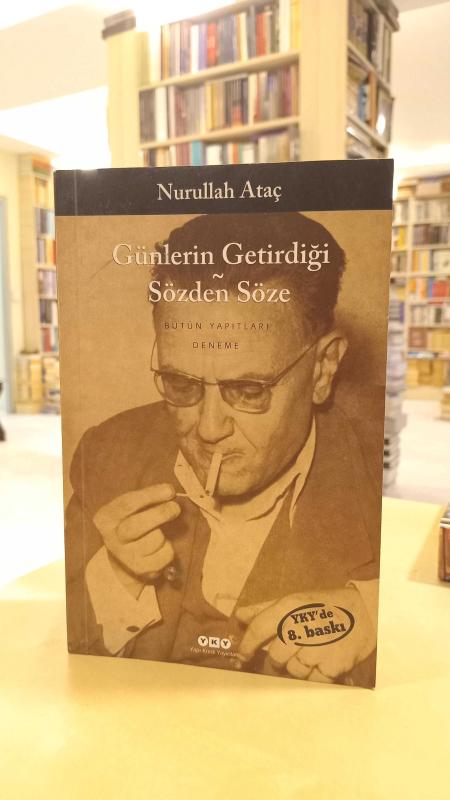 Nurullah Ataç
Günlerin Getirdiği
~
Sözden Söze
BÜTÜN YAPITLARI
DENEME
YKY'de
8. baskı
YKY
Yapı Kredi Yayınları